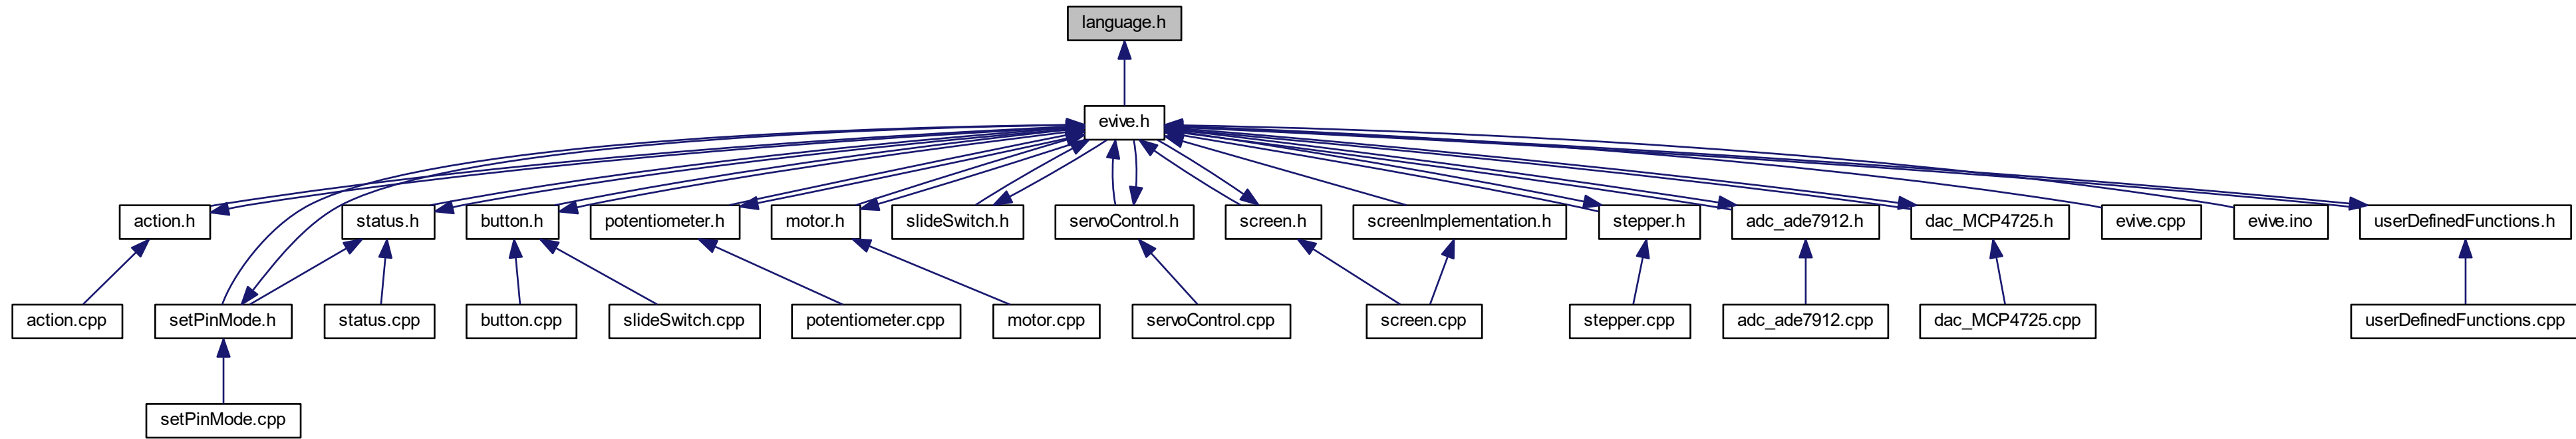 language.h
evive.h
action.h
status.h
button.h
potentiometer.h
motor.h
slideSwitch.h
servoControl.h
screen.h
screenImplementation.h
stepper.h
adc_ade7912.h
dac_MCP4725.h
evive.cpp
evive.ino
userDefinedFunctions.h
action.cpp
setPinMode.h
status.cpp
button.cpp
slideSwitch.cpp
potentiometer.cpp
motor.cpp
servoControl.cpp
screen.cpp
stepper.cpp
adc_ade7912.cpp
dac_MCP4725.cpp
userDefinedFunctions.cpp
setPinMode.cpp